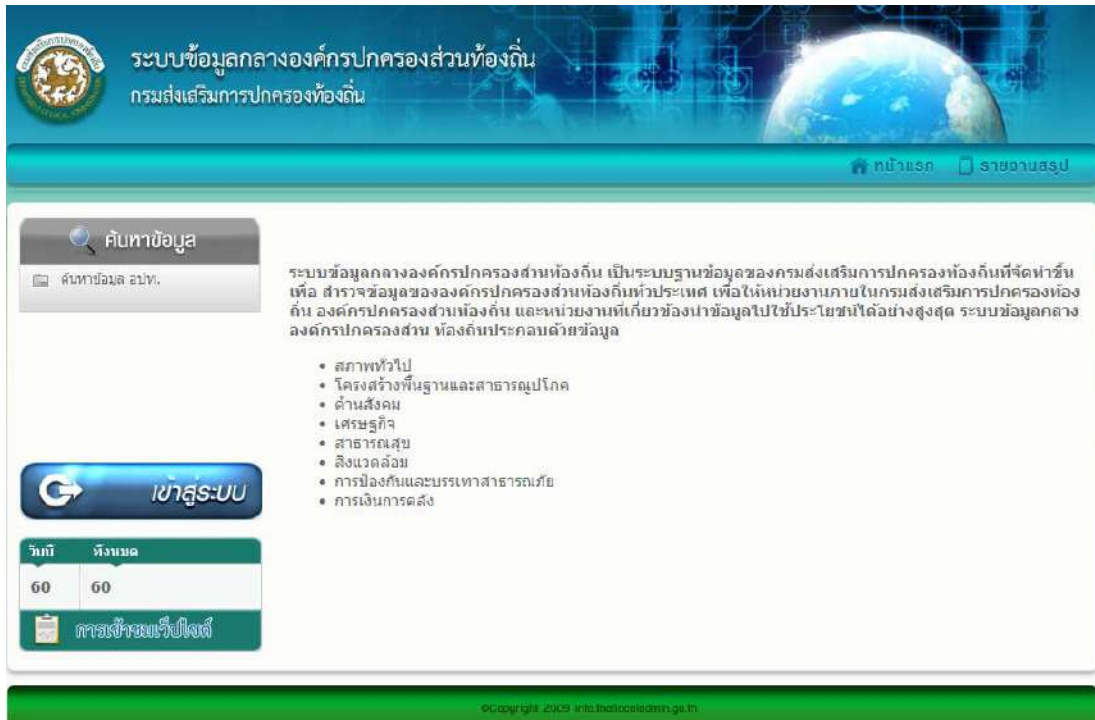 ระบบข้อมูลกลางองค์กรปกครองส่วนท้องถิ่น
กรมส่งเสริมการปกครองท้องถิ่น
หน้าแรก
รายงานสรุป
ค้นหาข้อมูล
ค้นหาข้อมูล อปท.
ระบบข้อมูลกลางองค์กรปกครองส่วนท้องถิ่น เป็นระบบฐานข้อมูลของกรมส่งเสริมการปกครองท้องถิ่นที่จัดทำขึ้น
เพื่อ สำรวจข้อมูลขององค์กรปกครองส่วนท้องถิ่นทั่วประเทศ เพื่อให้หน่วยงานภายในกรมส่งเสริมการปกครองท้อง
ถิ่น องค์กรปกครองส่วนท้องถิ่น และหน่วยงานที่เกี่ยวข้องนำข้อมูลไปใช้ประโยชน์ได้อย่างสูงสุด ระบบข้อมูลกลาง
องค์กรปกครองส่วน ท้องถิ่นประกอบด้วยข้อมูล
• สภาพทั่วไป
• โครงสร้างพื้นฐานและสาธารณูปโภค
• ด้านสังคม
• เศรษฐกิจ
• สาธารณสุข
• สิ่งแวดล้อม
• การป้องกันและบรรเทาสาธารณภัย
• การเงินการคลัง
เข้าสู่ระบบ
วันนี้ ทั้งหมด
60 60
การเข้าชมเว็บไซต์
©Copyright 2009 info.thailocaladmin.go.th